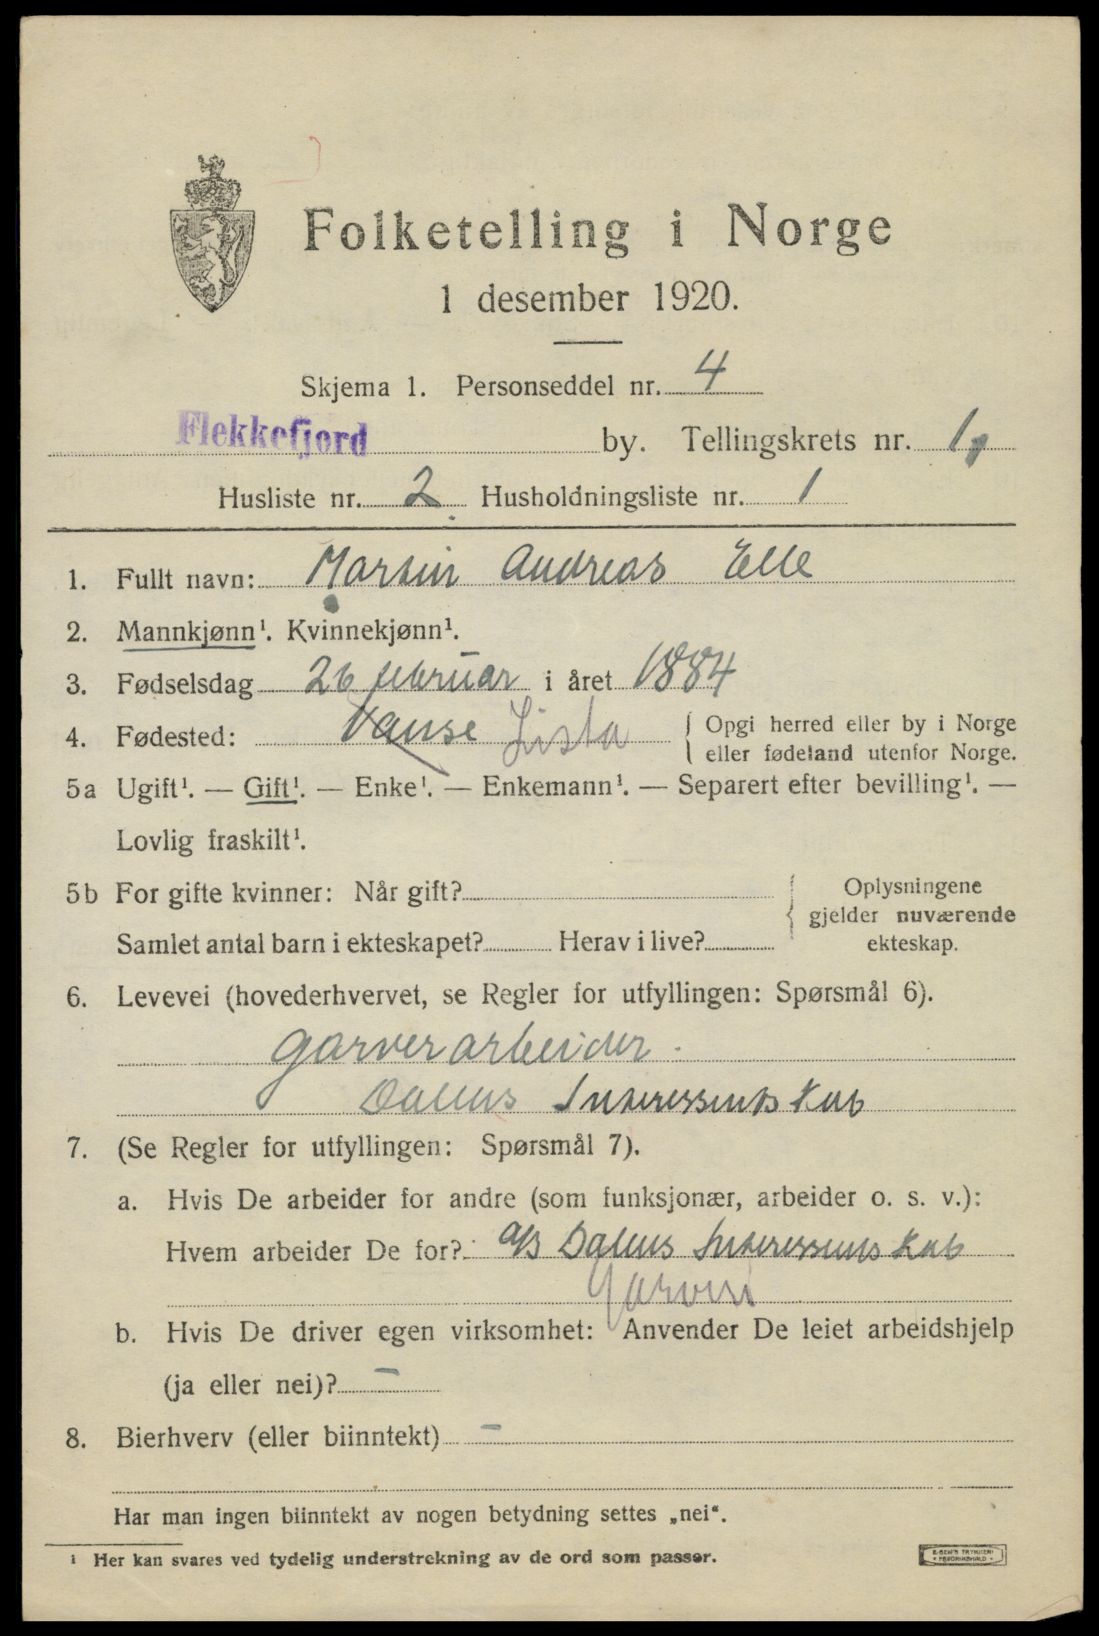 Folketelling i Norge
1 desember 1920.
Skjema 1. Personseddel nr. 4
Flekkefjord by. Tellingskrets nr. 1
Husliste nr. 2 Husholdningsliste nr. 1
1. Fullt navn: Martin Andreas Elle
2. Mannkjønn¹. Kvinnekjønn¹.
3. Fødselsdag 26 februar i året 1884
4. Fødested: Vanse Lista { Opgi herred eller by i Norge
eller fødeland utenfor Norge.
5a Ugift¹. — Gift¹. — Enke¹. — Enkemann¹. — Separert efter bevilling¹. —
Lovlig fraskilt¹.
5b For gifte kvinner: Når gift? { Oplysningene
gjelder nuværende
Samlet antal barn i ekteskapet? Herav i live? ekteskap.
6. Levevei (hovederhvervet, se Regler for utfyllingen: Spørsmål 6).
Garverarbeider.
Dalens Interessentskab
7. (Se Regler for utfyllingen: Spørsmål 7).
a. Hvis De arbeider for andre (som funksjonær, arbeider o. s. v.):
Hvem arbeider De for? A/S Dalens Interessentskab
Garveri
b. Hvis De driver egen virksomhet: Anvender De leiet arbeidshjelp
(ja eller nei)? —
8. Bierhverv (eller biinntekt) —
Har man ingen biinntekt av nogen betydning settes „nei“.
¹ Her kan svares ved tydelig understrekning av de ord som passer.